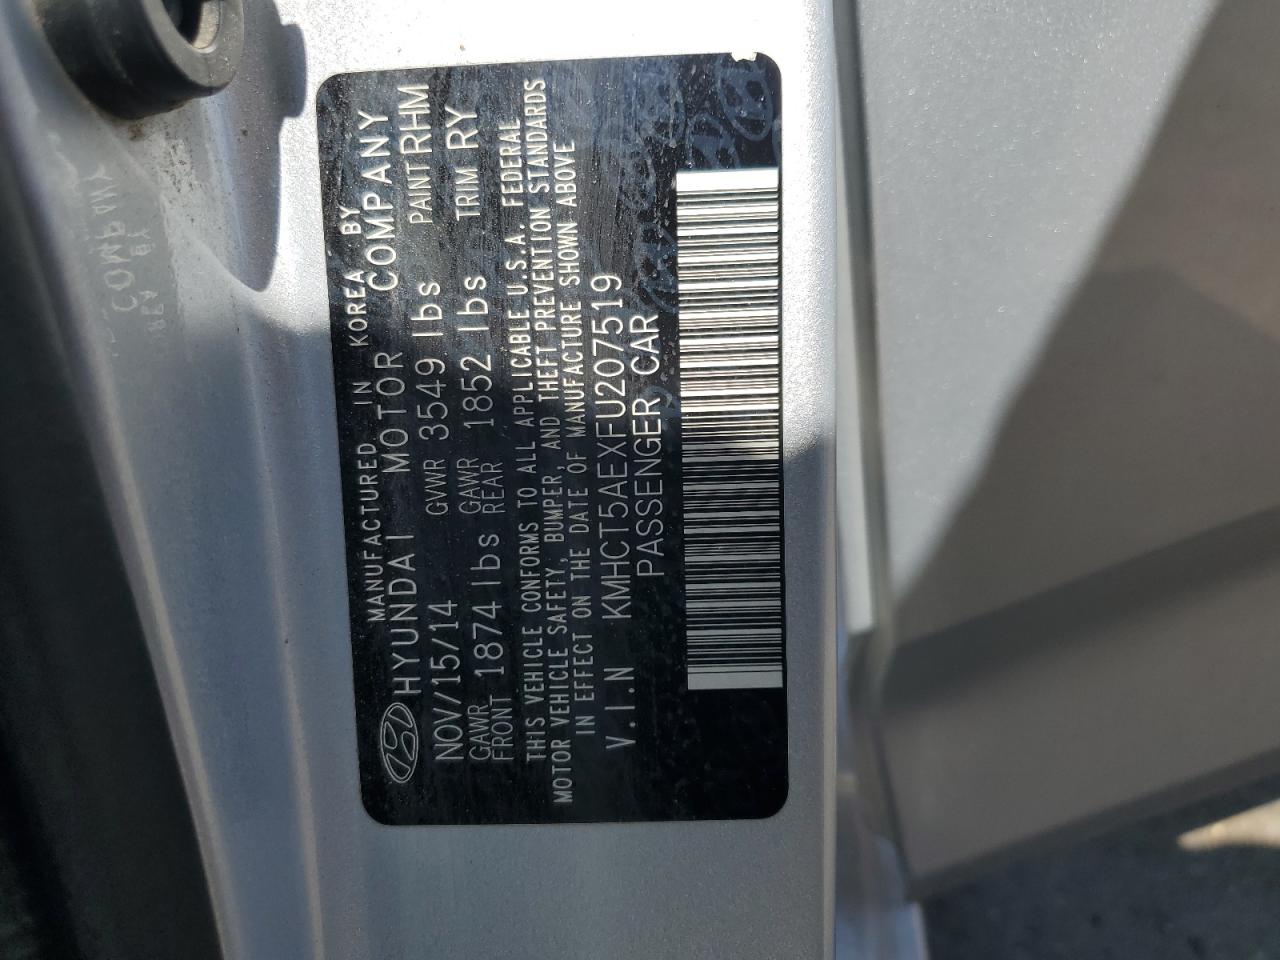 MANUFACTURED IN KOREA BY
HYUNDAI MOTOR COMPANY
NOV/15/14 GVWR 3549 lbs PAINT RHM
GAWR FRONT 1874 lbs GAWR REAR 1852 lbs TRIM RY
THIS VEHICLE CONFORMS TO ALL APPLICABLE U.S.A. FEDERAL
MOTOR VEHICLE SAFETY, BUMPER, AND THEFT PREVENTION STANDARDS
IN EFFECT ON THE DATE OF MANUFACTURE SHOWN ABOVE
V.I.N KMHCT5AEXFU207519
PASSENGER CAR